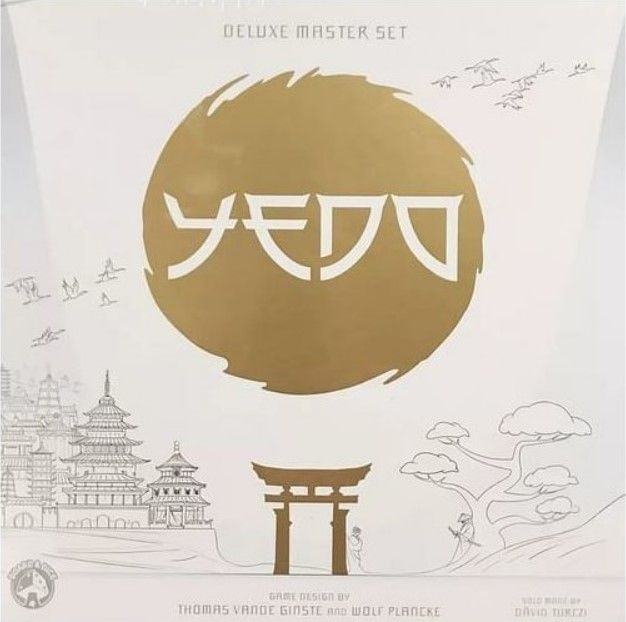 DELUXE MASTER SET
YEDO
GAME DESIGN BY
THOMAS VANDE GINSTE AND WOLF PLANCKE
SOLO MODE BY
DÁVID TURCZI